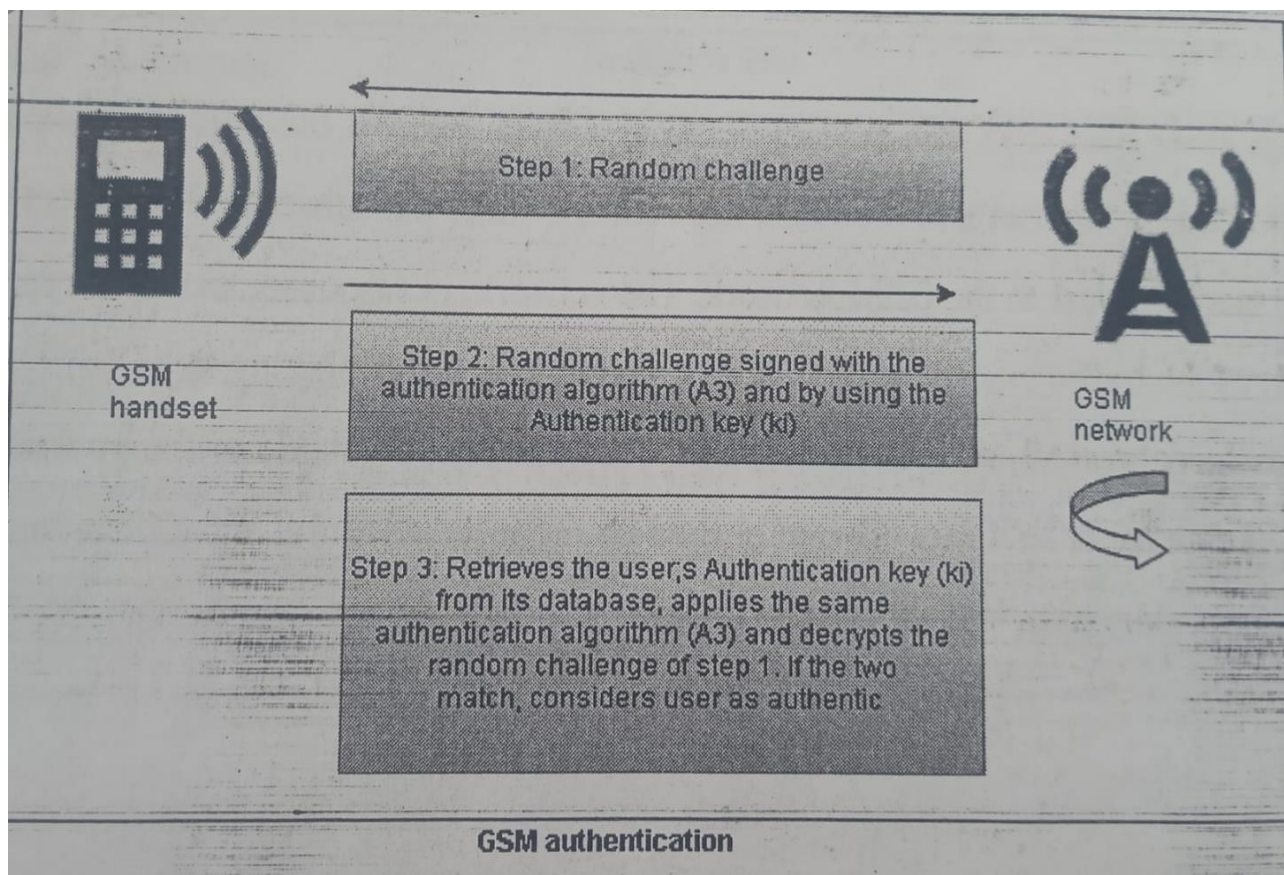 Step 1: Random challenge
GSM
handset
Step 2: Random challenge signed with the
authentication algorithm (A3) and by using the
Authentication key (ki)
GSM
network
Step 3: Retrieves the user;s Authentication key (ki)
from its database, applies the same
authentication algorithm (A3) and decrypts the
random challenge of step 1. If the two
match, considers user as authentic
GSM authentication